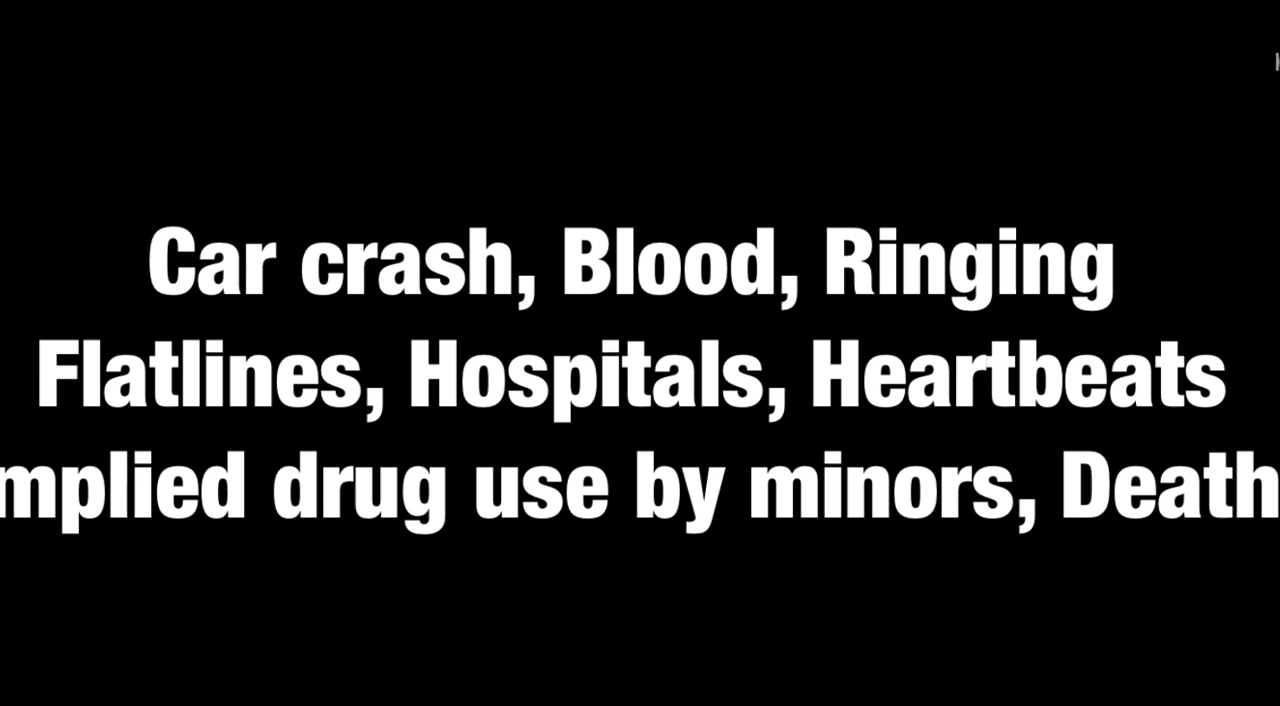 Car crash, Blood, Ringing
Flatlines, Hospitals, Heartbeats
mplied drug use by minors, Death